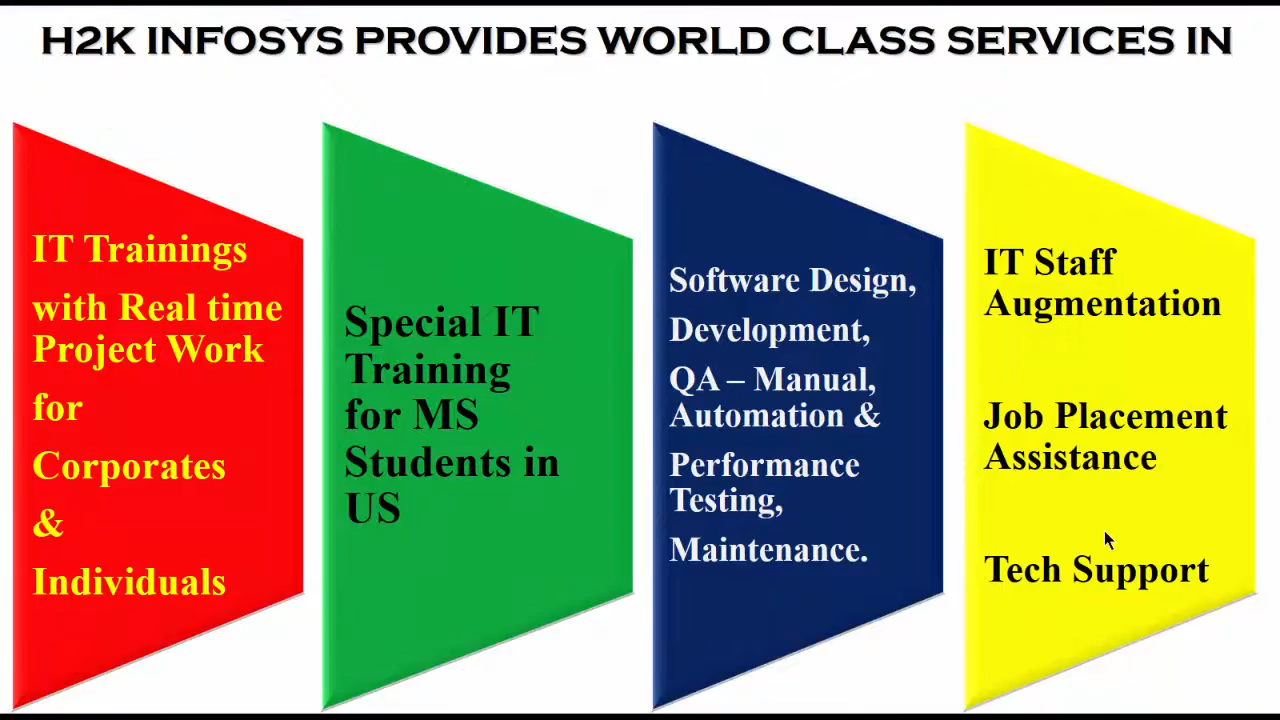 H2K INFOSYS PROVIDES WORLD CLASS SERVICES IN
IT Trainings
with Real time
Project Work
for
Corporates
&
Individuals
Special IT
Training
for MS
Students in
US
Software Design,
Development,
QA – Manual,
Automation &
Performance
Testing,
Maintenance.
IT Staff
Augmentation
Job Placement
Assistance
Tech Support